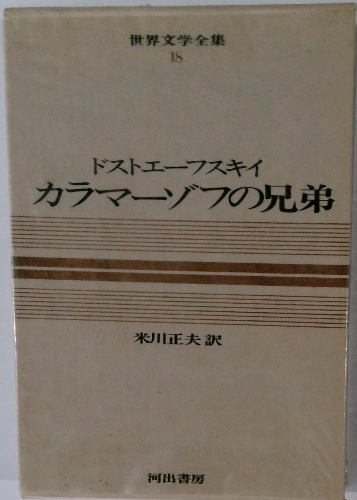 世界文学全集
18
ドストエーフスキイ
カラマーゾフの兄弟
米川正夫 訳
河出書房